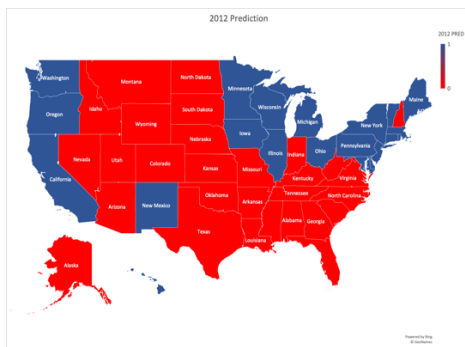 2012 Prediction
2012 PRED
1
0
Washington
Montana
North Dakota
Minnesota
Maine
Oregon
Idaho
South Dakota
Wisconsin
Michigan
New York
Wyoming
Nebraska
Iowa
Pennsylvania
Nevada
Utah
Colorado
Kansas
Illinois
Indiana
Ohio
Missouri
Kentucky
Virginia
California
Arizona
New Mexico
Oklahoma
Arkansas
Tennessee
North Carolina
Texas
Alabama
Georgia
Louisiana
Alaska
Powered by Bing
© GeoNames